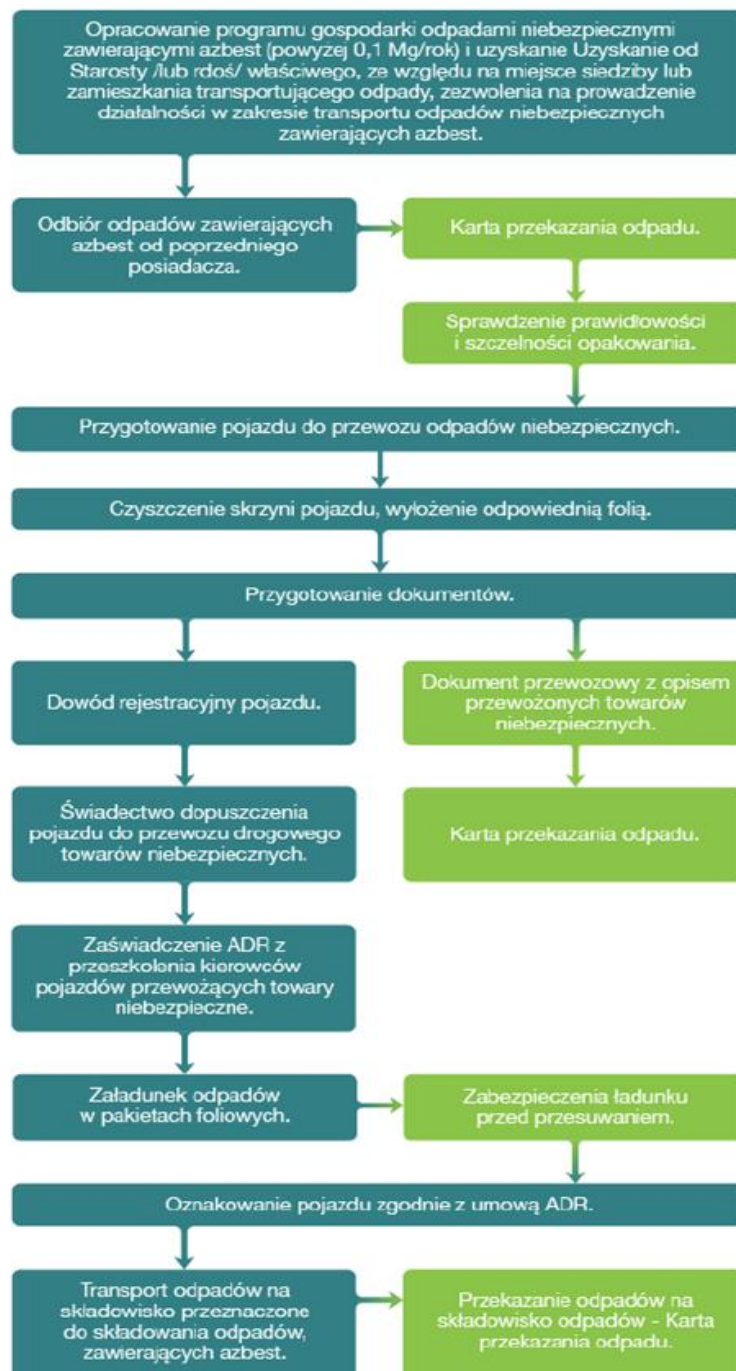 Opracowanie programu gospodarki odpadami niebezpiecznymi
zawierającymi azbest (powyżej 0,1 Mg/rok) i uzyskanie Uzyskanie od
Starosty /lub rdoś/ właściwego, ze względu na miejsce siedziby lub
zamieszkania transportującego odpady, zezwolenia na prowadzenie
działalności w zakresie transportu odpadów niebezpiecznych
zawierających azbest.
Odbiór odpadów zawierających
azbest od poprzedniego
posiadacza.
Karta przekazania odpadu.
Sprawdzenie prawidłowości
i szczelności opakowania.
Przygotowanie pojazdu do przewozu odpadów niebezpiecznych.
Czyszczenie skrzyni pojazdu, wyłożenie odpowiednią folią.
Przygotowanie dokumentów.
Dowód rejestracyjny pojazdu.
Dokument przewozowy z opisem
przewożonych towarów
niebezpiecznych.
Świadectwo dopuszczenia
pojazdu do przewozu drogowego
towarów niebezpiecznych.
Karta przekazania odpadu.
Zaświadczenie ADR z
przeszkolenia kierowców
pojazdów przewożących towary
niebezpieczne.
Załadunek odpadów
w pakietach foliowych.
Zabezpieczenia ładunku
przed przesuwaniem.
Oznakowanie pojazdu zgodnie z umową ADR.
Transport odpadów na
składowisko przeznaczone
do składowania odpadów,
zawierających azbest.
Przekazanie odpadów na
składowisko odpadów - Karta
przekazania odpadu.